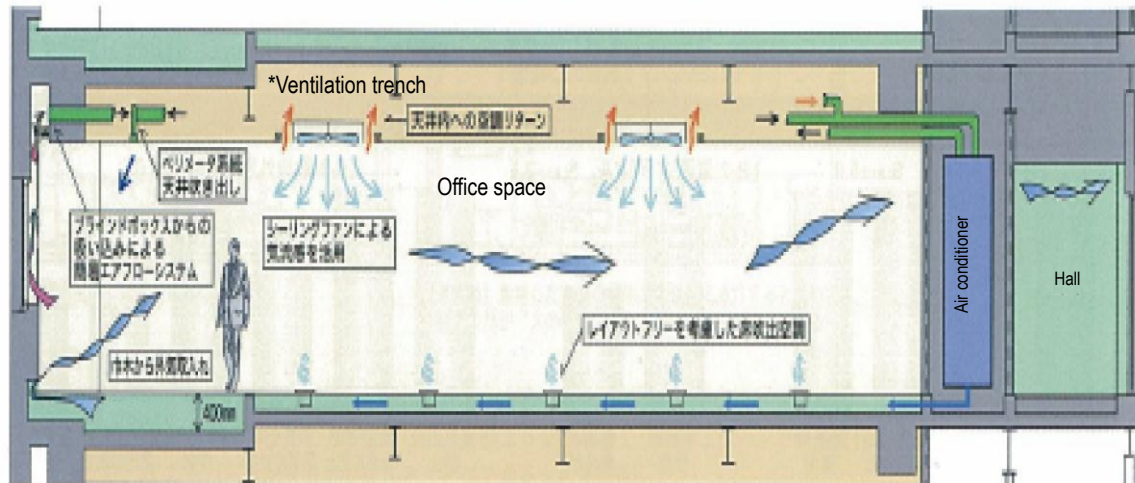 *Ventilation trench
天井内への空調リターン
ペリメータ系統
天井吹き出し
Office space
ブラインドボックスからの
吸い込みによる
簡易エアフローシステム
シーリングファンによる
気流感を活用
Air conditioner
Hall
レイアウトフリーを考慮した床吹出空調
巾木から外気取入れ
400mm